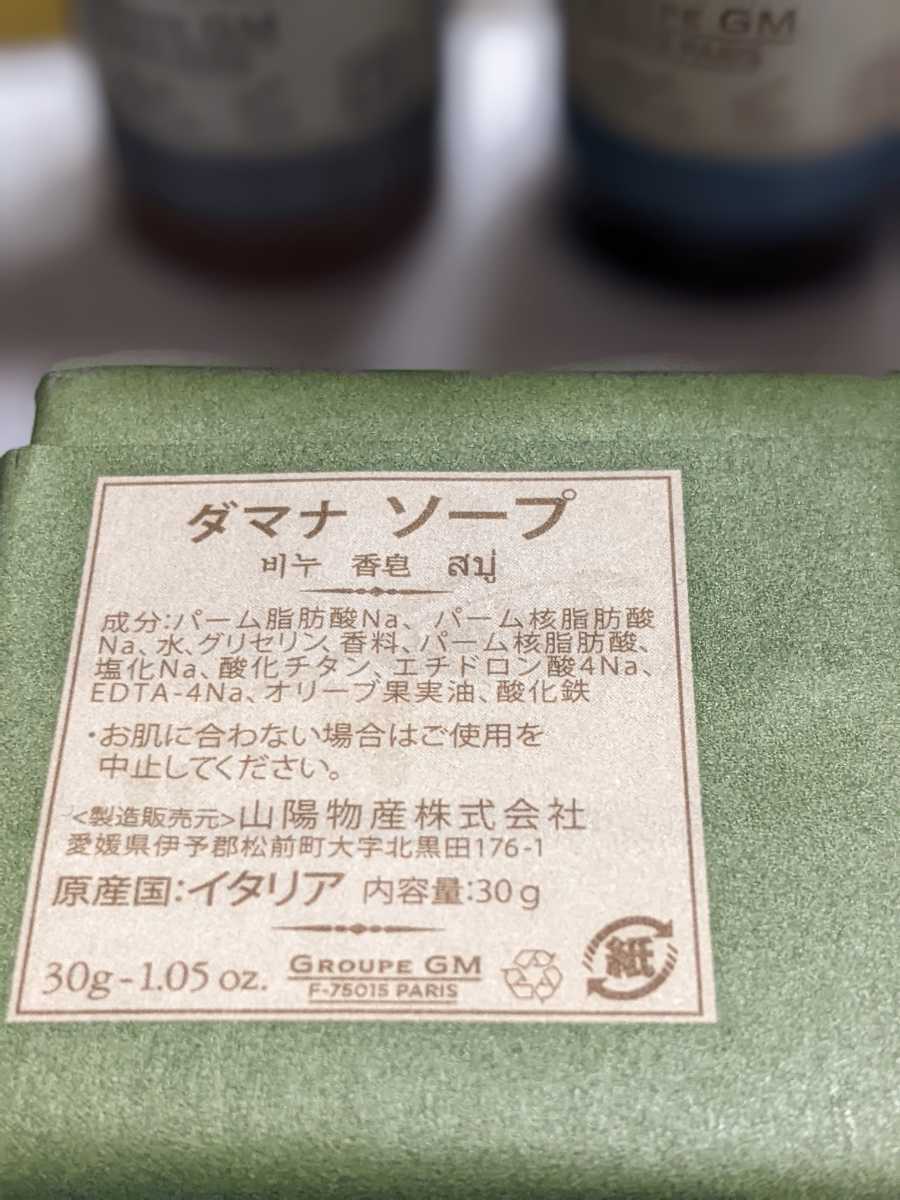 PE GM
PARIS
GM
ダマナ ソープ
비누 香皂 สบู่
成分:パーム脂肪酸Na、パーム核脂肪酸
Na、水、グリセリン、香料、パーム核脂肪酸、
塩化Na、酸化チタン、エチドロン酸4Na、
EDTA-4Na、オリーブ果実油、酸化鉄
・お肌に合わない場合はご使用を
中止してください。
<製造販売元>山陽物産株式会社
愛媛県伊予郡松前町大字北黒田176-1
原産国:イタリア 内容量:30g
30g-1.05 oz. GROUPE GM
F-75015 PARIS
紙